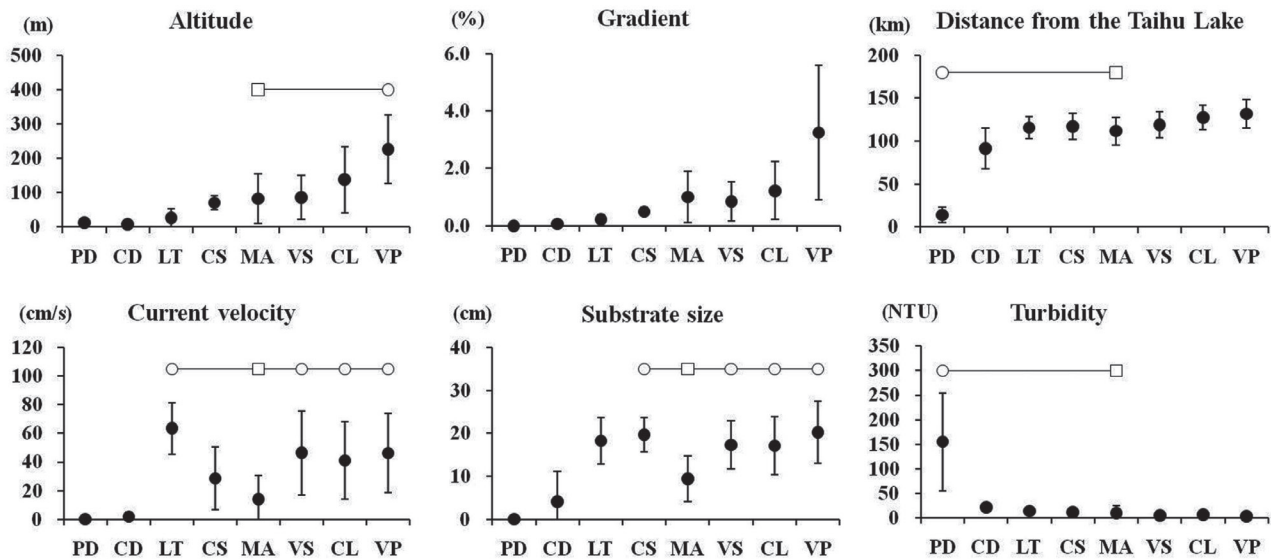 (m) Altitude
500
400
300
200
100
0
PD CD LT CS MA VS CL VP
(%) Gradient
6.0
4.0
2.0
0.0
PD CD LT CS MA VS CL VP
(km) Distance from the Taihu Lake
200
150
100
50
0
PD CD LT CS MA VS CL VP
(cm/s) Current velocity
120
100
80
60
40
20
0
PD CD LT CS MA VS CL VP
(cm) Substrate size
40
30
20
10
0
PD CD LT CS MA VS CL VP
(NTU) Turbidity
350
300
250
200
150
100
50
0
PD CD LT CS MA VS CL VP